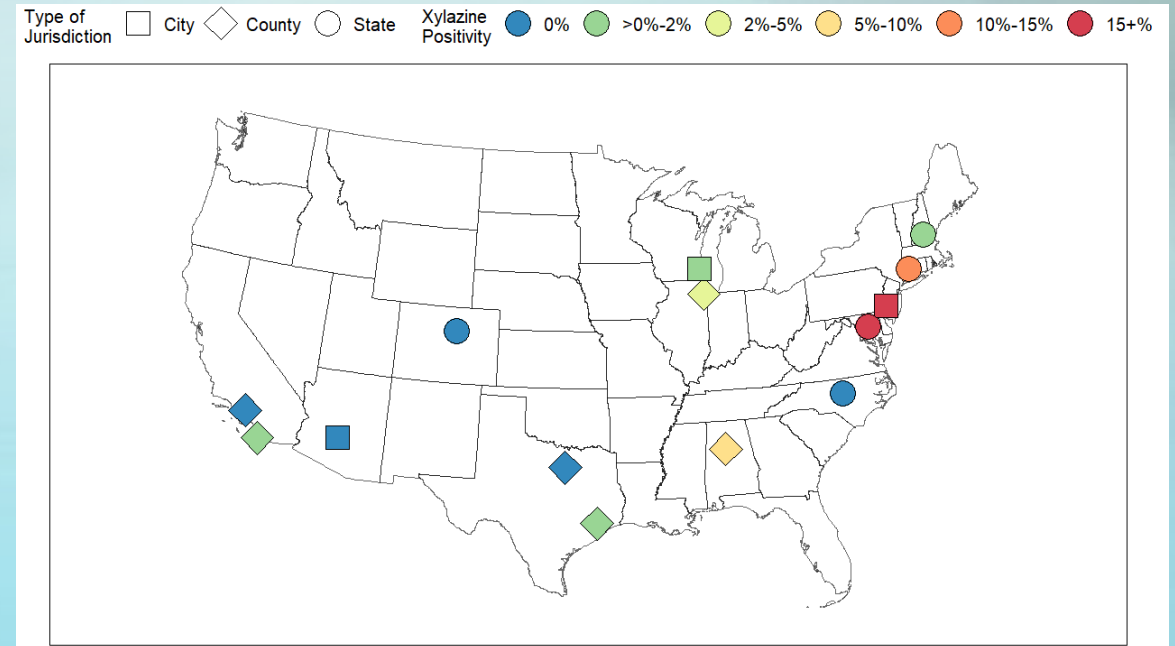 Type of
Jurisdiction
City
County
State
Xylazine
Positivity
0%
>0%-2%
2%-5%
5%-10%
10%-15%
15+%